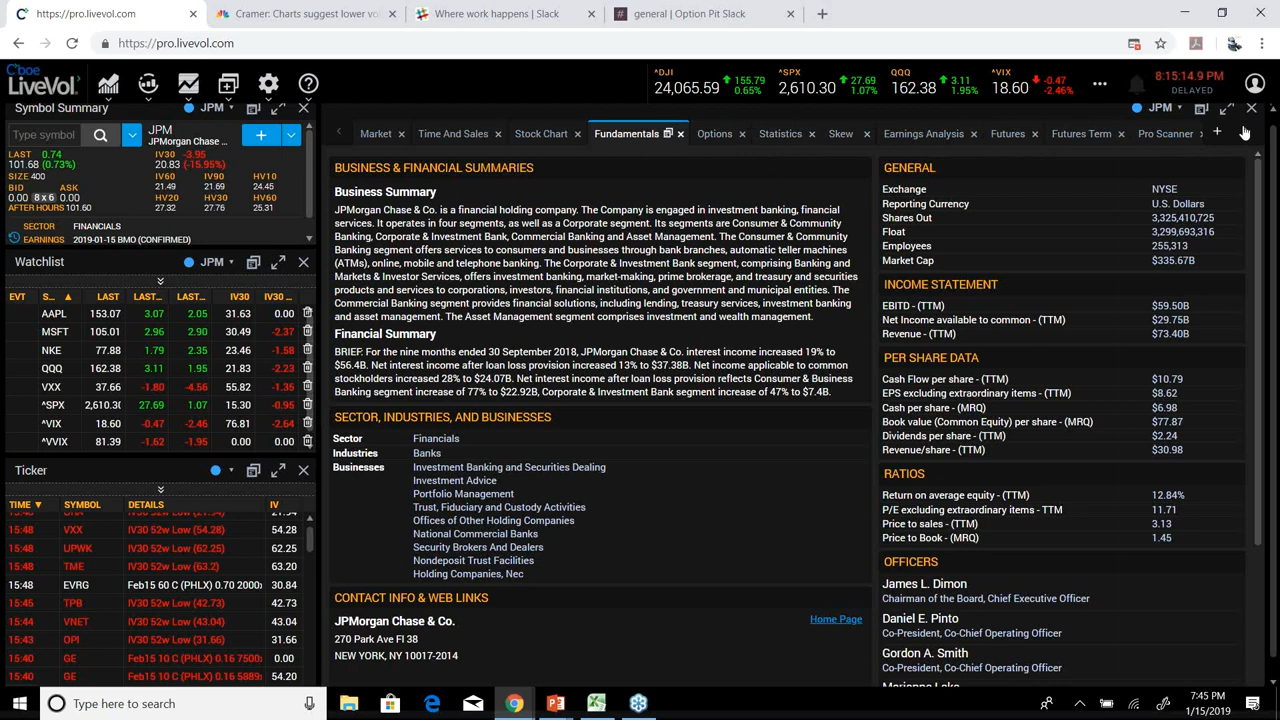 https://pro.livevol.com
Cramer: Charts suggest lower vol
Where work happens | Slack
general | Option Pit Slack
https://pro.livevol.com
Cboe
LiveVol
^DJI
24,065.59
155.79
0.65%
^SPX
2,610.30
27.69
1.07%
QQQ
162.38
3.11
1.95%
^VIX
18.60
-0.47
-2.46%
8:15:14.9 PM
DELAYED
Symbol Summary
JPM
Type symbol
JPM
JPMorgan Chase ...
LAST 0.74
101.68 (0.73%)
SIZE 400
BID ASK
0.00 8 x 6 0.00
AFTER HOURS 101.60
IV30 -3.95
20.83 (-15.95%)
IV60 IV90 HV10
21.49 21.69 24.45
HV20 HV30 HV60
27.32 27.76 25.31
SECTOR FINANCIALS
EARNINGS 2019-01-15 BMO (CONFIRMED)
Watchlist
JPM
EVT S... LAST LAST... LAST... IV30 IV30 ...
AAPL 153.07 3.07 2.05 31.63 0.00
MSFT 105.01 2.96 2.90 30.49 -2.37
NKE 77.88 1.79 2.35 23.46 -1.58
QQQ 162.38 3.11 1.95 21.83 -2.23
VXX 37.66 -1.80 -4.56 55.82 -1.35
^SPX 2,610.3( 27.69 1.07 15.30 -0.95
^VIX 18.60 -0.47 -2.46 76.81 -2.64
^VVIX 81.39 -1.62 -1.95 0.00 0.00
Ticker
TIME SYMBOL DETAILS IV
15:48 VXX IV30 52w Low (54.28) 54.28
15:48 UPWK IV30 52w Low (62.25) 62.25
15:48 TME IV30 52w Low (63.2) 63.20
15:48 EVRG Feb15 60 C (PHLX) 0.70 2000x 30.84
15:45 TPB IV30 52w Low (42.73) 42.73
15:44 VNET IV30 52w Low (43.04) 43.04
15:43 OPI IV30 52w Low (31.66) 31.66
15:40 GE Feb15 10 C (PHLX) 0.16 7500x 0.00
15:40 GE Feb15 10 C (PHLX) 0.16 5889x 54.20
JPM
Market
Time And Sales
Stock Chart
Fundamentals
Options
Statistics
Skew
Earnings Analysis
Futures
Futures Term
Pro Scanner
BUSINESS & FINANCIAL SUMMARIES
Business Summary
JPMorgan Chase & Co. is a financial holding company. The Company is engaged in investment banking, financial
services. It operates in four segments, as well as a Corporate segment. Its segments are Consumer & Community
Banking, Corporate & Investment Bank, Commercial Banking and Asset Management. The Consumer & Community
Banking segment offers services to consumers and businesses through bank branches, automatic teller machines
(ATMs), online, mobile and telephone banking. The Corporate & Investment Bank segment, comprising Banking and
Markets & Investor Services, offers investment banking, market-making, prime brokerage, and treasury and securities
products and services to corporations, investors, financial institutions, and government and municipal entities. The
Commercial Banking segment provides financial solutions, including lending, treasury services, investment banking
and asset management. The Asset Management segment comprises investment and wealth management.
Financial Summary
BRIEF: For the nine months ended 30 September 2018, JPMorgan Chase & Co. interest income increased 19% to
$56.4B. Net interest income after loan loss provision increased 13% to $37.38B. Net income applicable to common
stockholders increased 28% to $24.07B. Net interest income after loan loss provision reflects Consumer & Business
Banking segment increase of 77% to $22.92B, Corporate & Investment Bank segment increase of 47% to $7.4B.
SECTOR, INDUSTRIES, AND BUSINESSES
Sector Financials
Industries Banks
Businesses Investment Banking and Securities Dealing
Investment Advice
Portfolio Management
Trust, Fiduciary and Custody Activities
Offices of Other Holding Companies
National Commercial Banks
Security Brokers And Dealers
Nondeposit Trust Facilities
Holding Companies, Nec
CONTACT INFO & WEB LINKS
JPMorgan Chase & Co.
270 Park Ave Fl 38
NEW YORK, NY 10017-2014
Home Page
GENERAL
Exchange NYSE
Reporting Currency U.S. Dollars
Shares Out 3,325,410,725
Float 3,299,693,316
Employees 255,313
Market Cap $335.67B
INCOME STATEMENT
EBITD - (TTM) $59.50B
Net Income available to common - (TTM) $29.75B
Revenue - (TTM) $73.40B
PER SHARE DATA
Cash Flow per share - (TTM) $10.79
EPS excluding extraordinary items - (TTM) $8.62
Cash per share - (MRQ) $6.98
Book value (Common Equity) per share - (MRQ) $77.87
Dividends per share - (TTM) $2.24
Revenue/share - (TTM) $30.98
RATIOS
Return on average equity - (TTM) 12.84%
P/E excluding extraordinary items - TTM 11.71
Price to sales - (TTM) 3.13
Price to Book - (MRQ) 1.45
OFFICERS
James L. Dimon
Chairman of the Board, Chief Executive Officer
Daniel E. Pinto
Co-President, Co-Chief Operating Officer
Gordon A. Smith
Co-President, Co-Chief Operating Officer
Type here to search
7:45 PM
1/15/2019